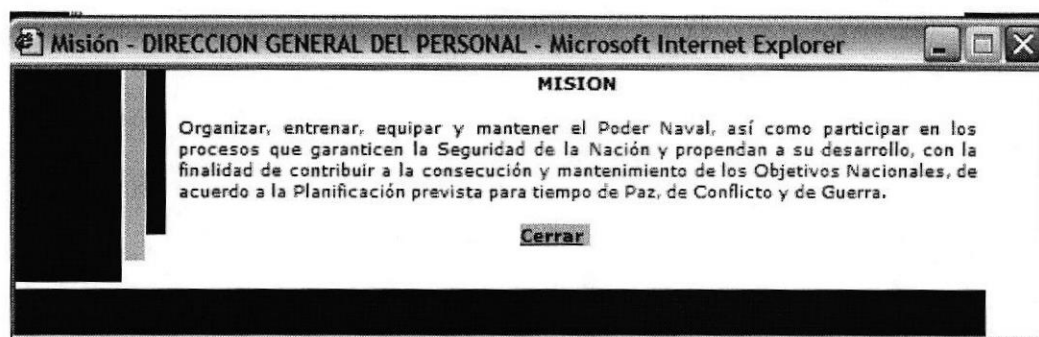 Misión - DIRECCION GENERAL DEL PERSONAL - Microsoft Internet Explorer
MISION
Organizar, entrenar, equipar y mantener el Poder Naval, así como participar en los
procesos que garanticen la Seguridad de la Nación y propendan a su desarrollo, con la
finalidad de contribuir a la consecución y mantenimiento de los Objetivos Nacionales, de
acuerdo a la Planificación prevista para tiempo de Paz, de Conflicto y de Guerra.
Cerrar